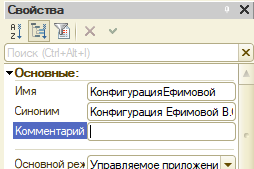 Свойства
Поиск (Ctrl+Alt+I)
Основные:
Имя КонфигурацияЕфимовой
Синоним Конфигурация Ефимовой В.
Комментарий
Основной реж Управляемое приложени